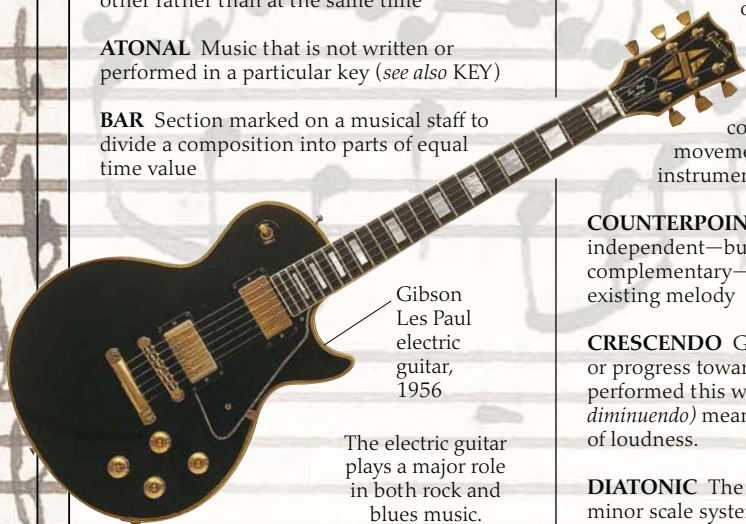 other rather than at the same time
ATONAL Music that is not written or
performed in a particular key (see also KEY)
BAR Section marked on a musical staff to
divide a composition into parts of equal
time value
Gibson
Les Paul
electric
guitar,
1956
The electric guitar
plays a major role
in both rock and
blues music.
instrumen
COUNTERPOIN
independent—bu
complementary—
existing melody
CRESCENDO G
or progress towar
performed this w
diminuendo) mean
of loudness.
DIATONIC The
minor scale system